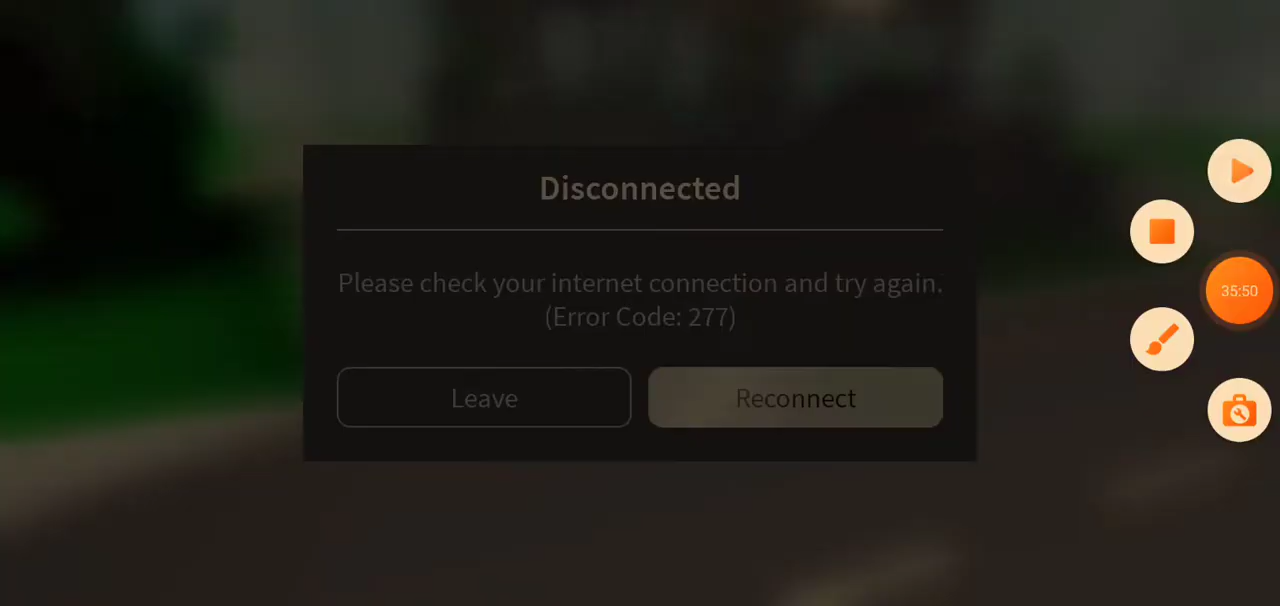 Disconnected
Please check your internet connection and try again.
(Error Code: 277)
Leave
Reconnect
35:50